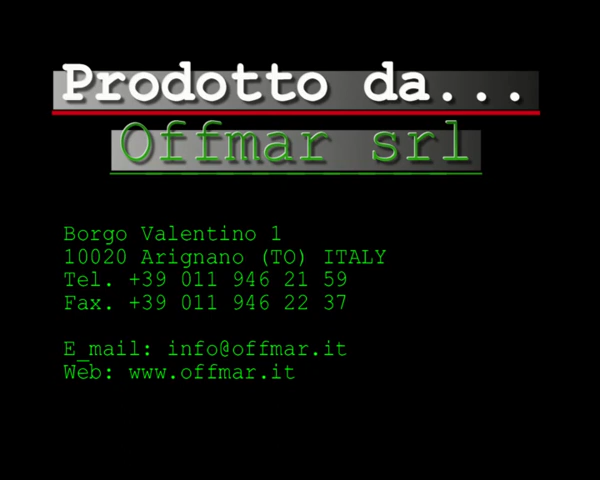 Prodotto da...
Offmar srl
Borgo Valentino 1
10020 Arignano (TO) ITALY
Tel. +39 011 946 21 59
Fax. +39 011 946 22 37
E_mail: info@offmar.it
Web: www.offmar.it